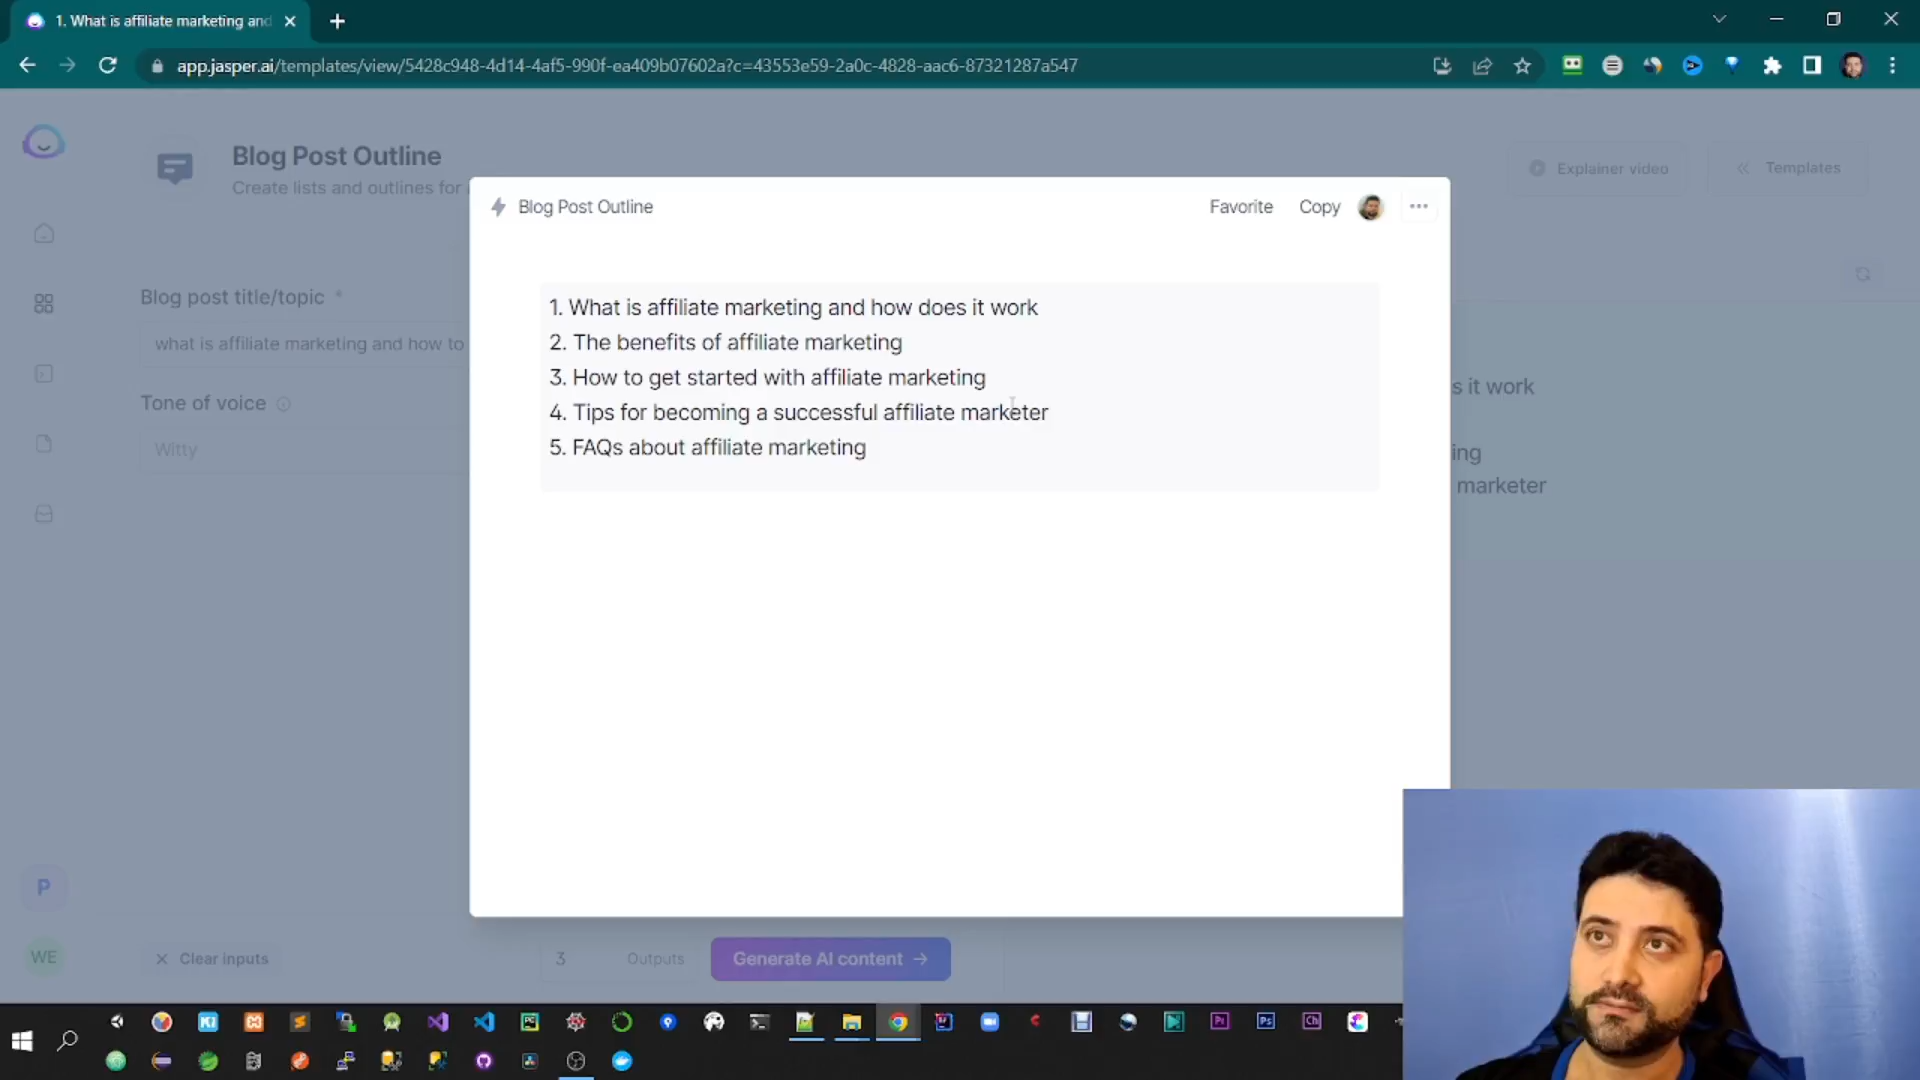 1. What is affiliate marketing and
app.jasper.ai/templates/view/5428c948-4d14-4af5-990f-ea409b07602a?c=43553e59-2a0c-4828-aac6-87321287a547
Blog Post Outline
Create lists and outlines for
Explainer video
Templates
Blog Post Outline
Favorite
Copy
Blog post title/topic *
what is affiliate marketing and how to
Tone of voice
Witty
1. What is affiliate marketing and how does it work
2. The benefits of affiliate marketing
3. How to get started with affiliate marketing
4. Tips for becoming a successful affiliate marketer
5. FAQs about affiliate marketing
s it work
ing
marketer
P
WE
Clear inputs
3
Outputs
Generate AI content